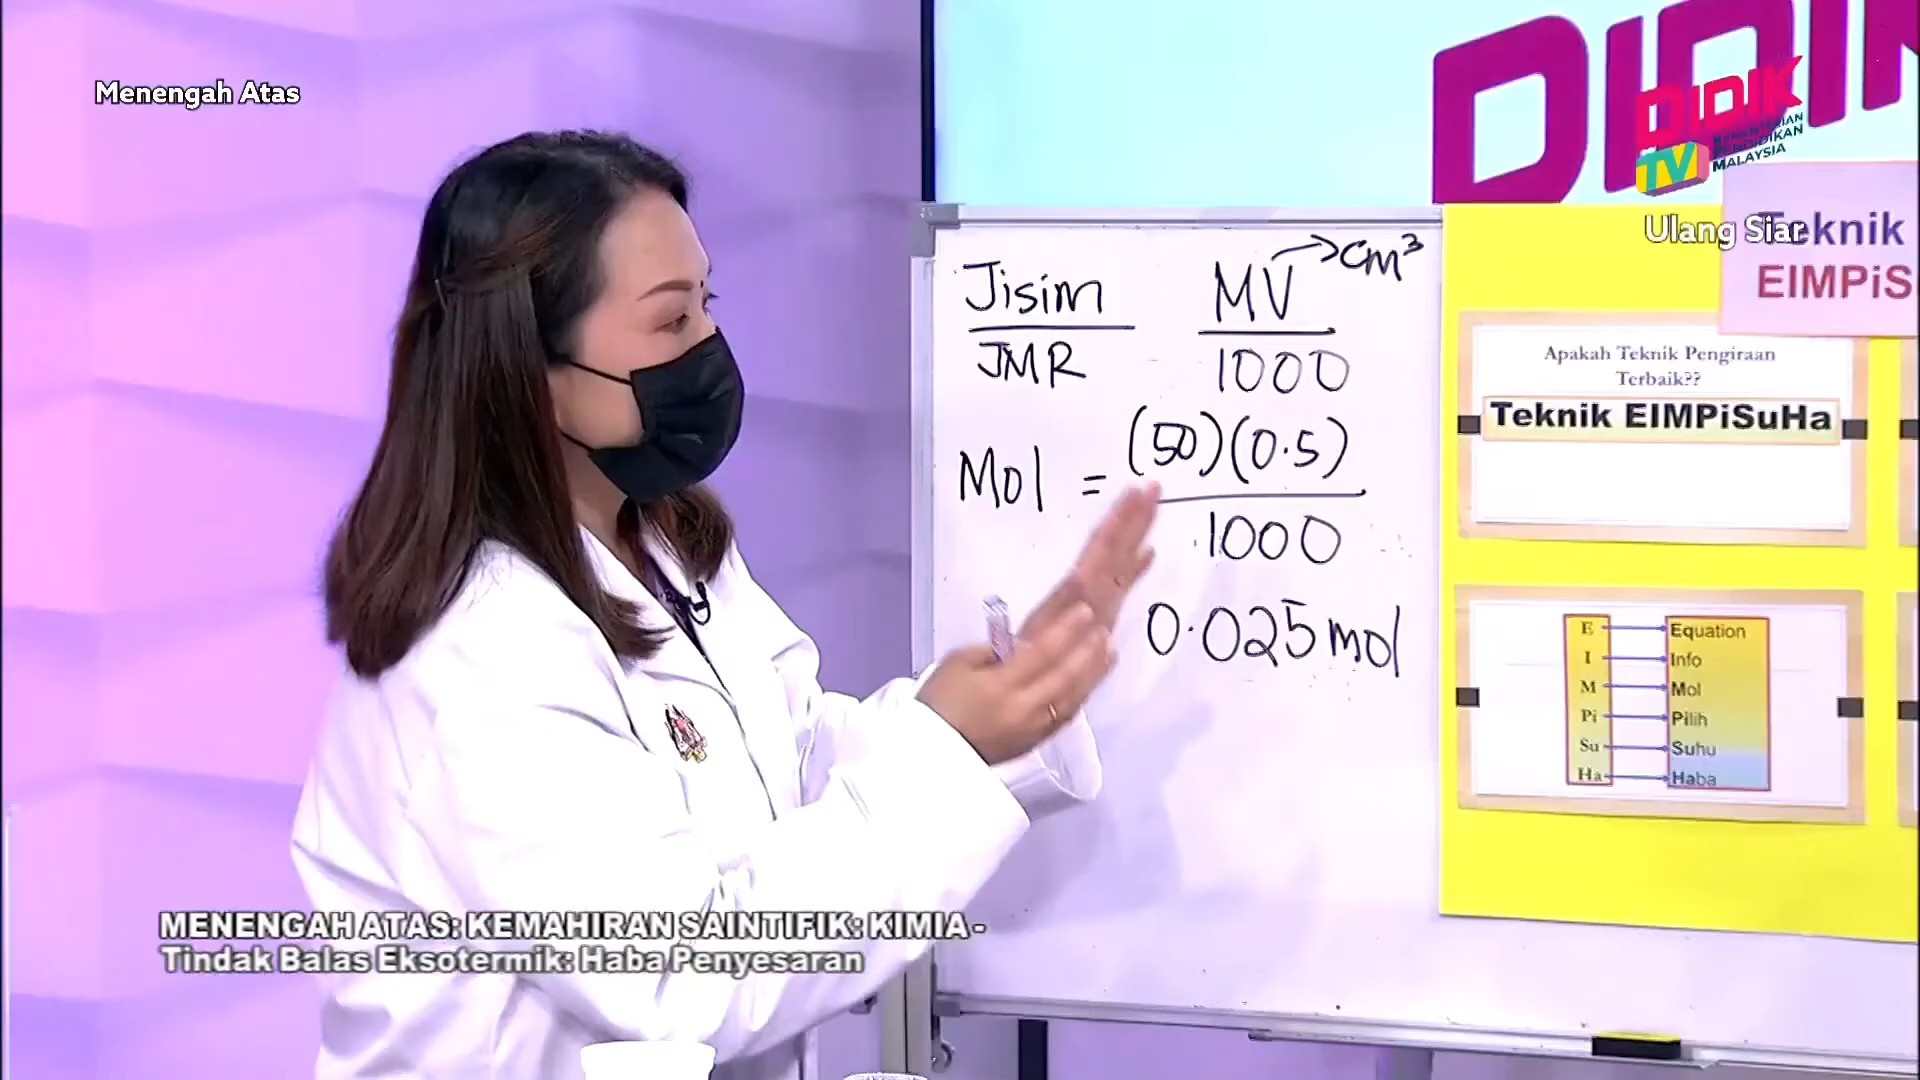 Menengah Atas
DIDIK
DIDIK
TV
KEMENTERIAN
PENDIDIKAN
MALAYSIA
Ulang Siar
Teknik
EIMPiS
Jisim
JMR
MV → cm³
1000
Mol = (50)(0.5)
1000
0.025 mol
Apakah Teknik Pengiraan
Terbaik??
Teknik EIMPiSuHa
E Equation
I Info
M Mol
Pi Pilih
Su Suhu
Ha Haba
MENENGAH ATAS: KEMAHIRAN SAINTIFIK: KIMIA -
Tindak Balas Eksotermik: Haba Penyesaran